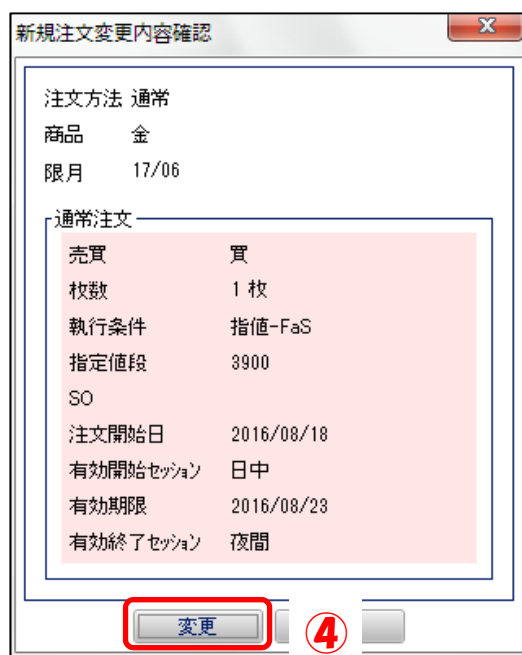 新規注文変更内容確認
注文方法 通常
商品 金
限月 17/06
通常注文
売買 買
枚数 1 枚
執行条件 指値-FaS
指定値段 3900
SO
注文開始日 2016/08/18
有効開始ｾｯｼｮﾝ 日中
有効期限 2016/08/23
有効終了ｾｯｼｮﾝ 夜間
変更 ④